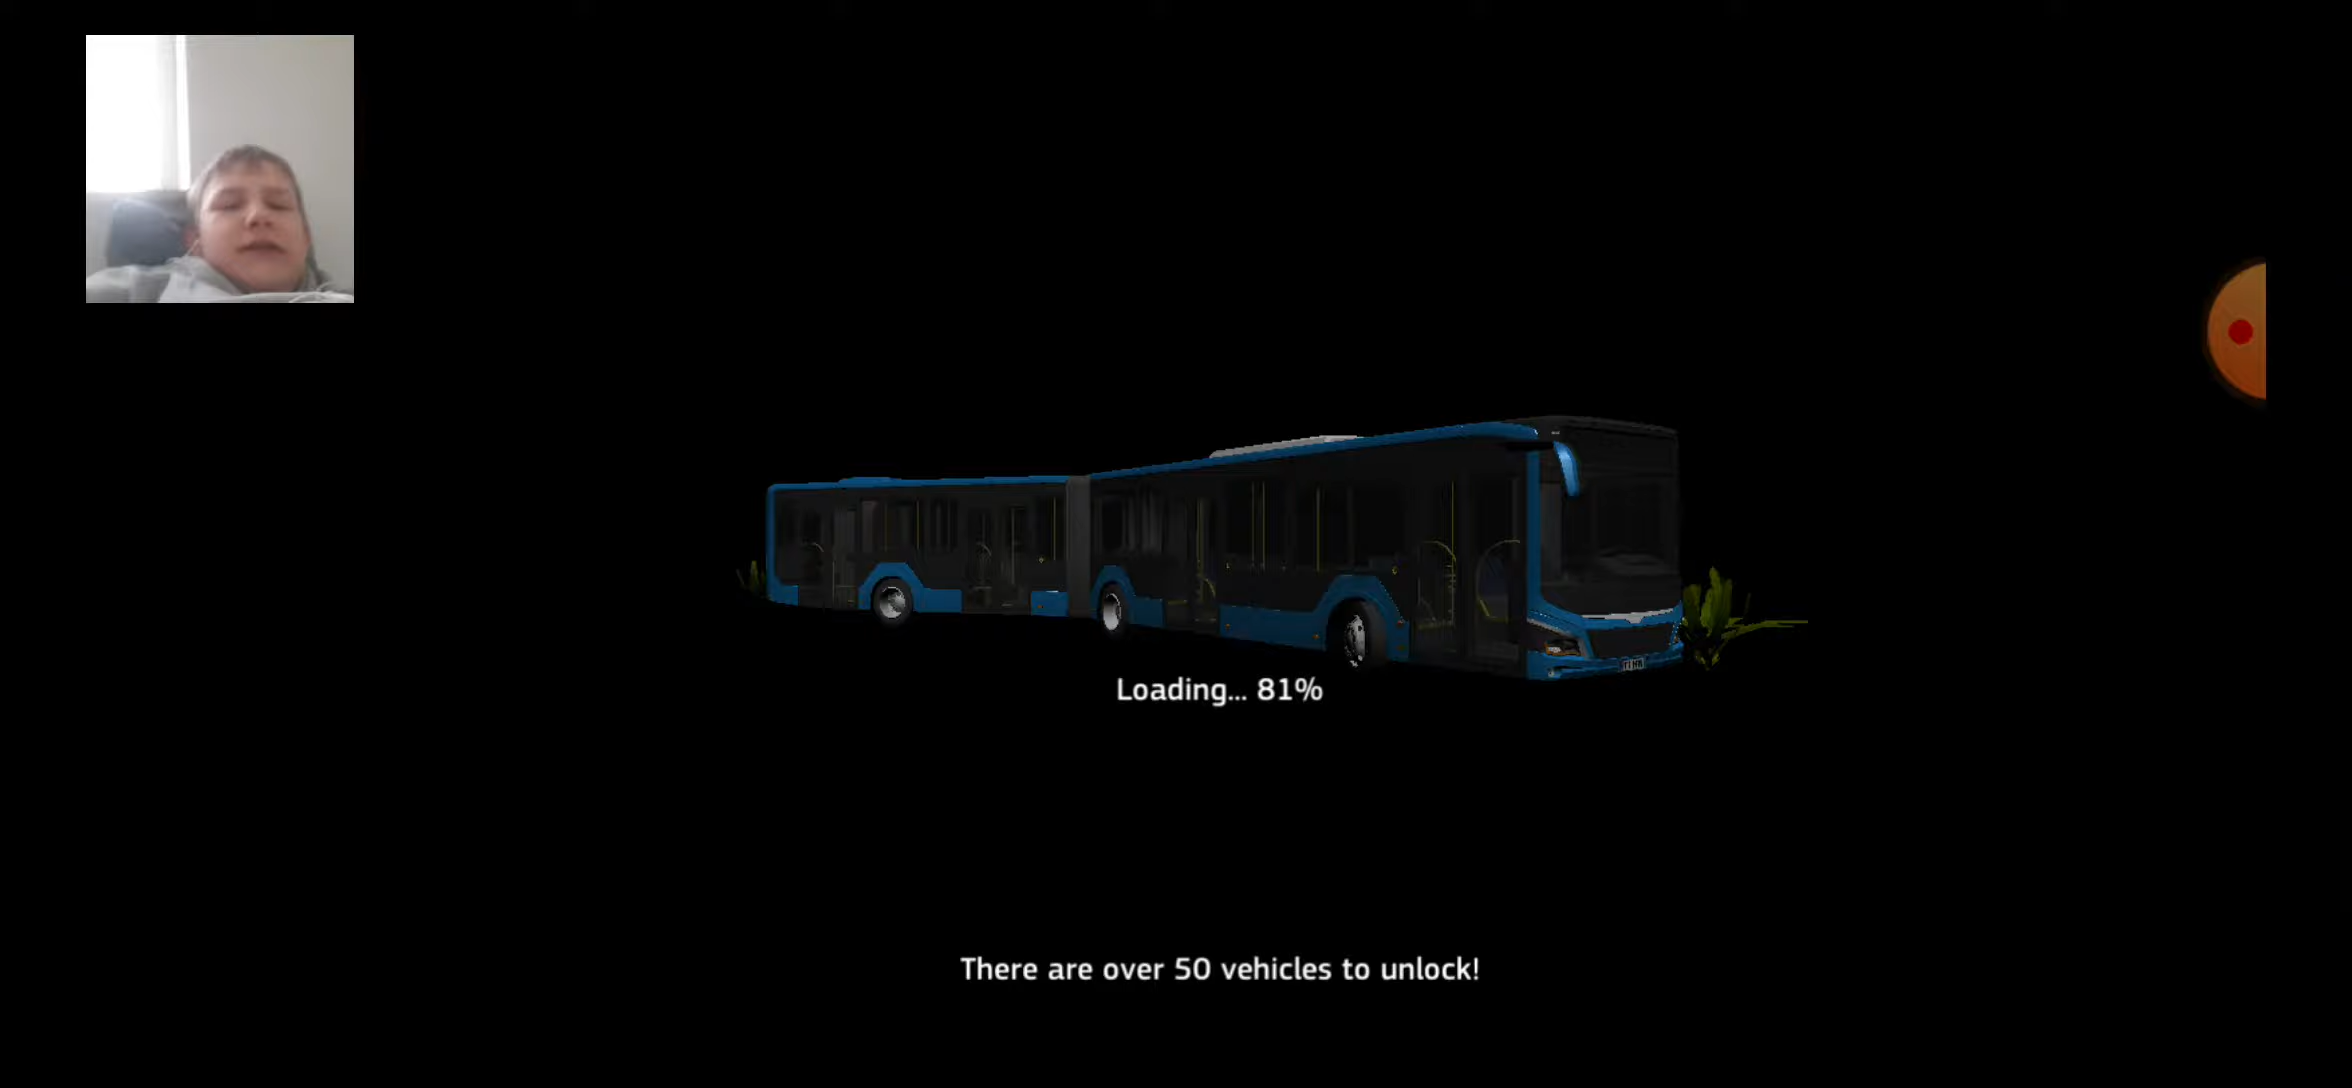 Loading... 81%
There are over 50 vehicles to unlock!